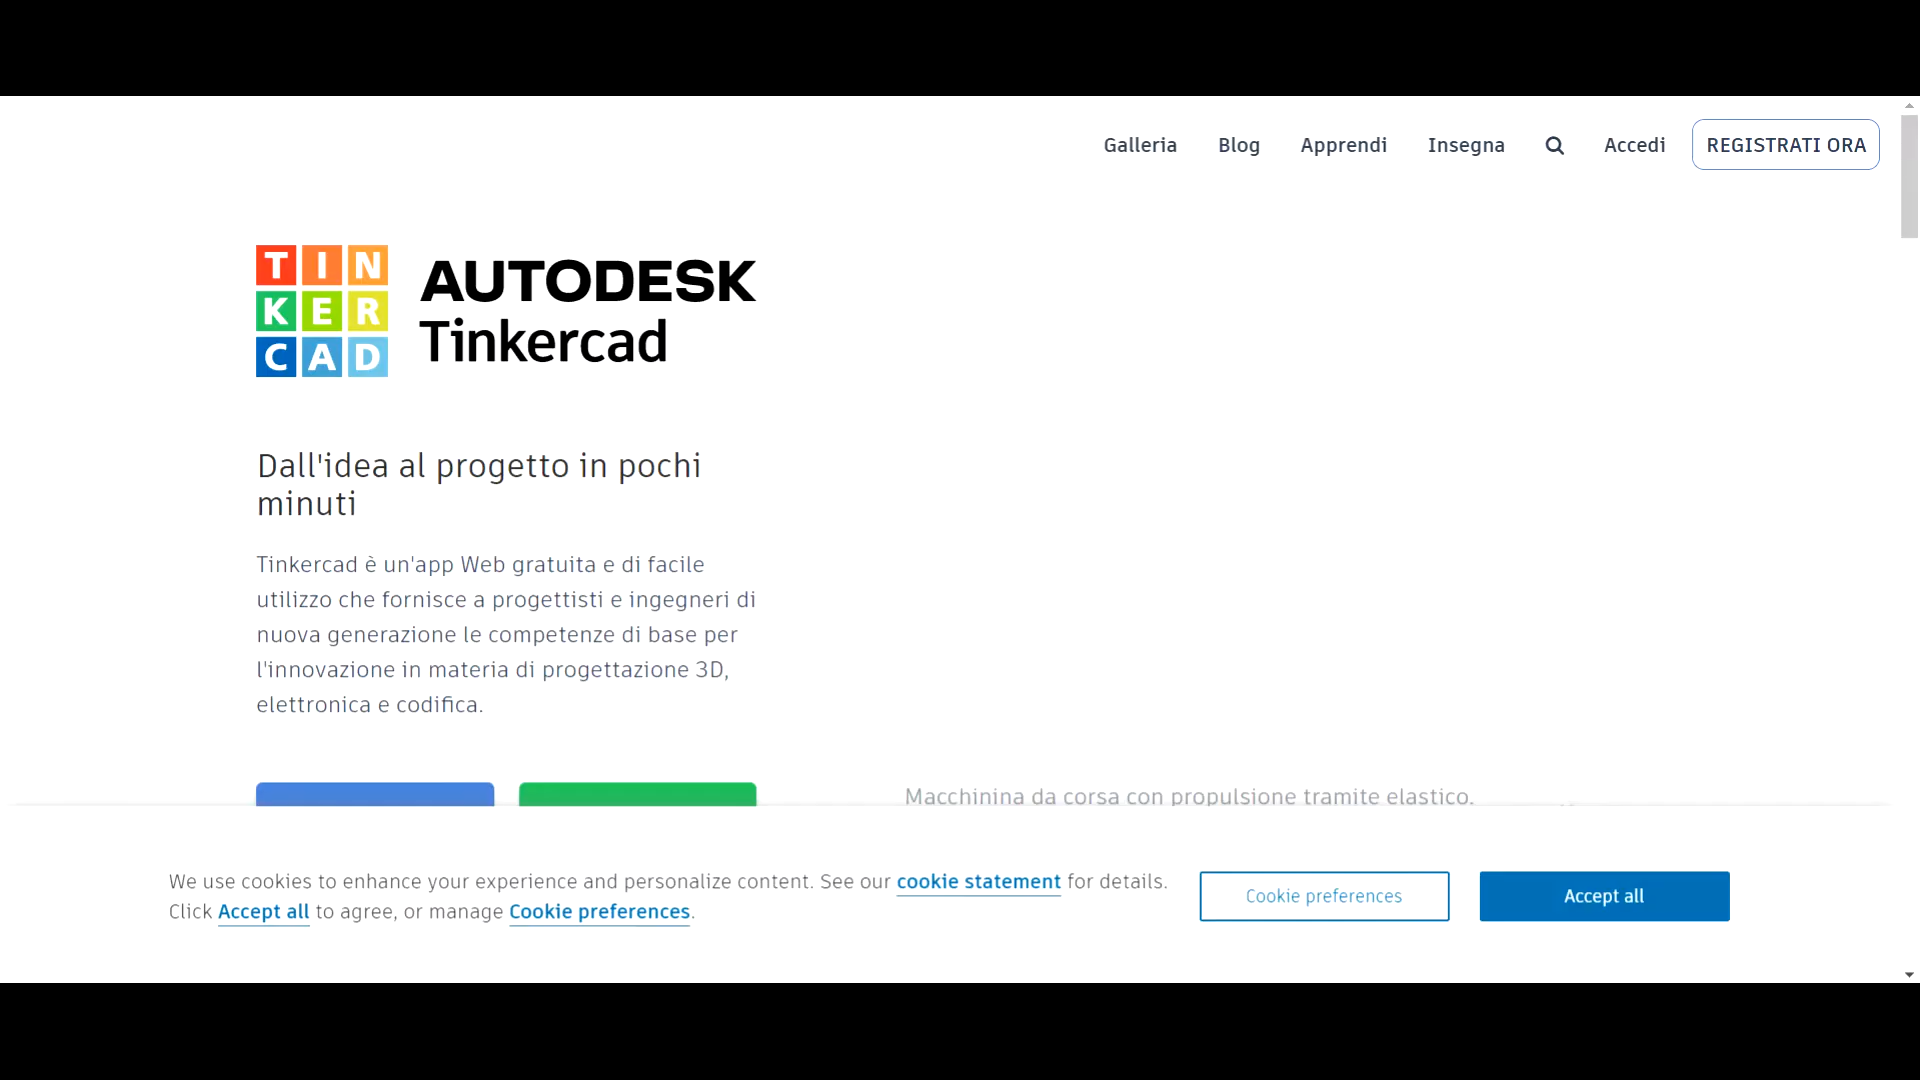 Galleria Blog Apprendi Insegna Accedi REGISTRATI ORA
TIN
KER
CAD
AUTODESK
Tinkercad
Dall'idea al progetto in pochi
minuti
Tinkercad è un'app Web gratuita e di facile
utilizzo che fornisce a progettisti e ingegneri di
nuova generazione le competenze di base per
l'innovazione in materia di progettazione 3D,
elettronica e codifica.
Macchinina da corsa con propulsione tramite elastico.
We use cookies to enhance your experience and personalize content. See our cookie statement for details.
Click Accept all to agree, or manage Cookie preferences.
Cookie preferences
Accept all